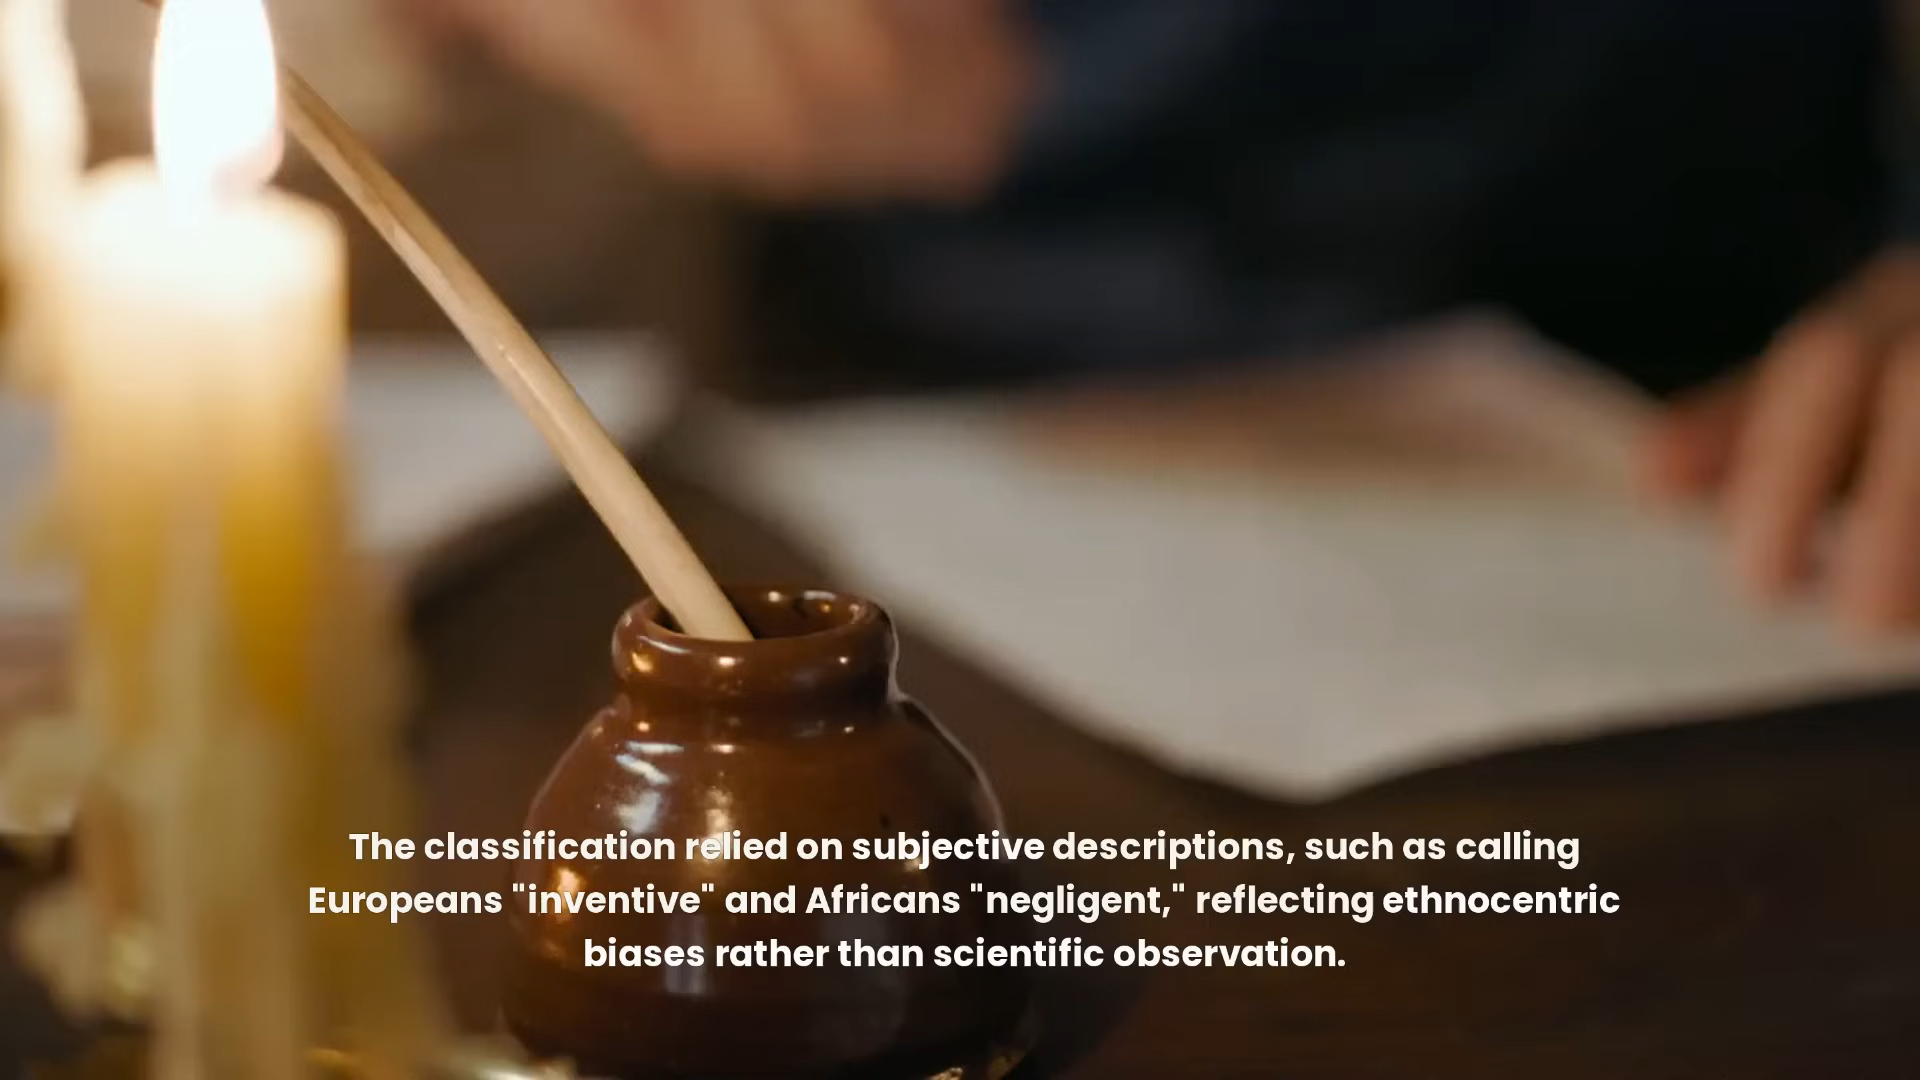 The classification relied on subjective descriptions, such as calling
Europeans "inventive" and Africans "negligent," reflecting ethnocentric
biases rather than scientific observation.